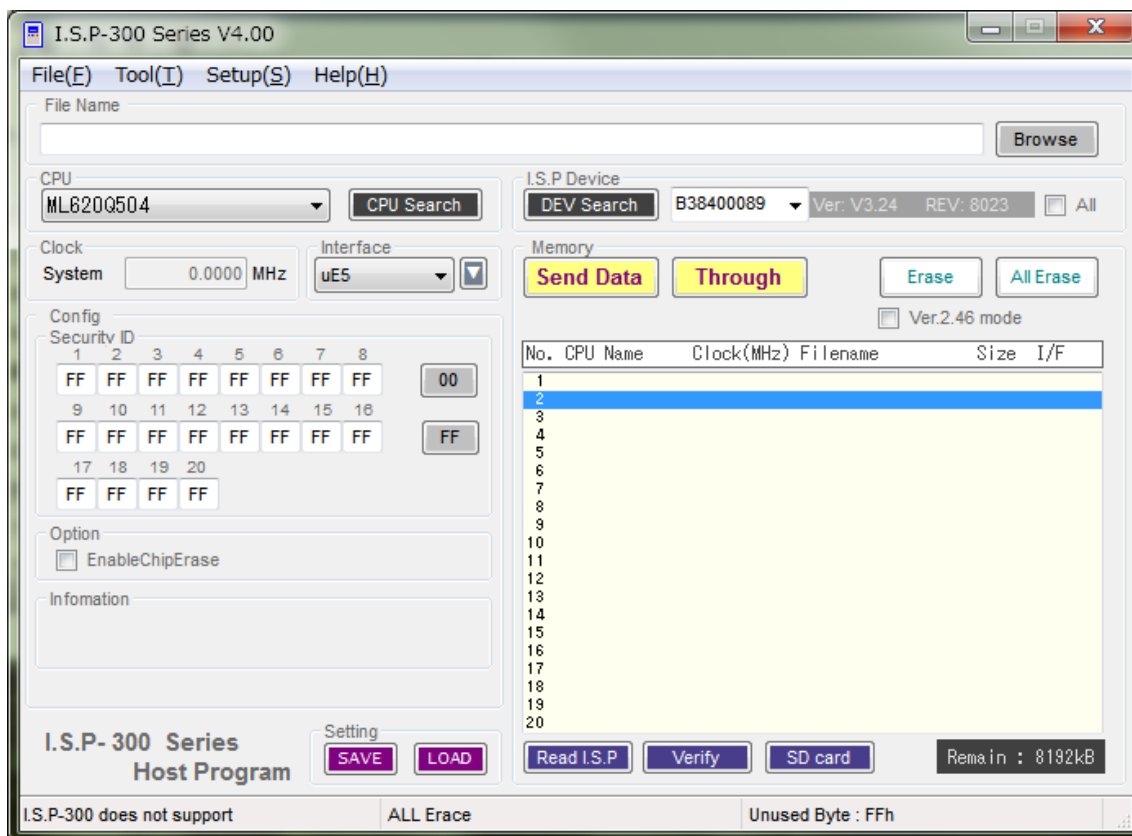 I.S.P-300 Series V4.00
File(F) Tool(T) Setup(S) Help(H)
File Name
Browse
CPU
ML620Q504
CPU Search
I.S.P Device
DEV Search
B38400089
Ver: V3.24 REV: 8023
All
Clock
System 0.0000 MHz
Interface
uE5
Memory
Send Data
Through
Erase
All Erase
Ver.2.46 mode
Config
Security ID
1 2 3 4 5 6 7 8
FF FF FF FF FF FF FF FF
00
9 10 11 12 13 14 15 16
FF FF FF FF FF FF FF FF
FF
17 18 19 20
FF FF FF FF
Option
EnableChipErase
Infomation
No. CPU Name Clock(MHz) Filename Size I/F
1
2
3
4
5
6
7
8
9
10
11
12
13
14
15
16
17
18
19
20
I.S.P- 300 Series
Host Program
Setting
SAVE
LOAD
Read I.S.P
Verify
SD card
Remain : 8192kB
I.S.P-300 does not support
ALL Erace
Unused Byte : FFh